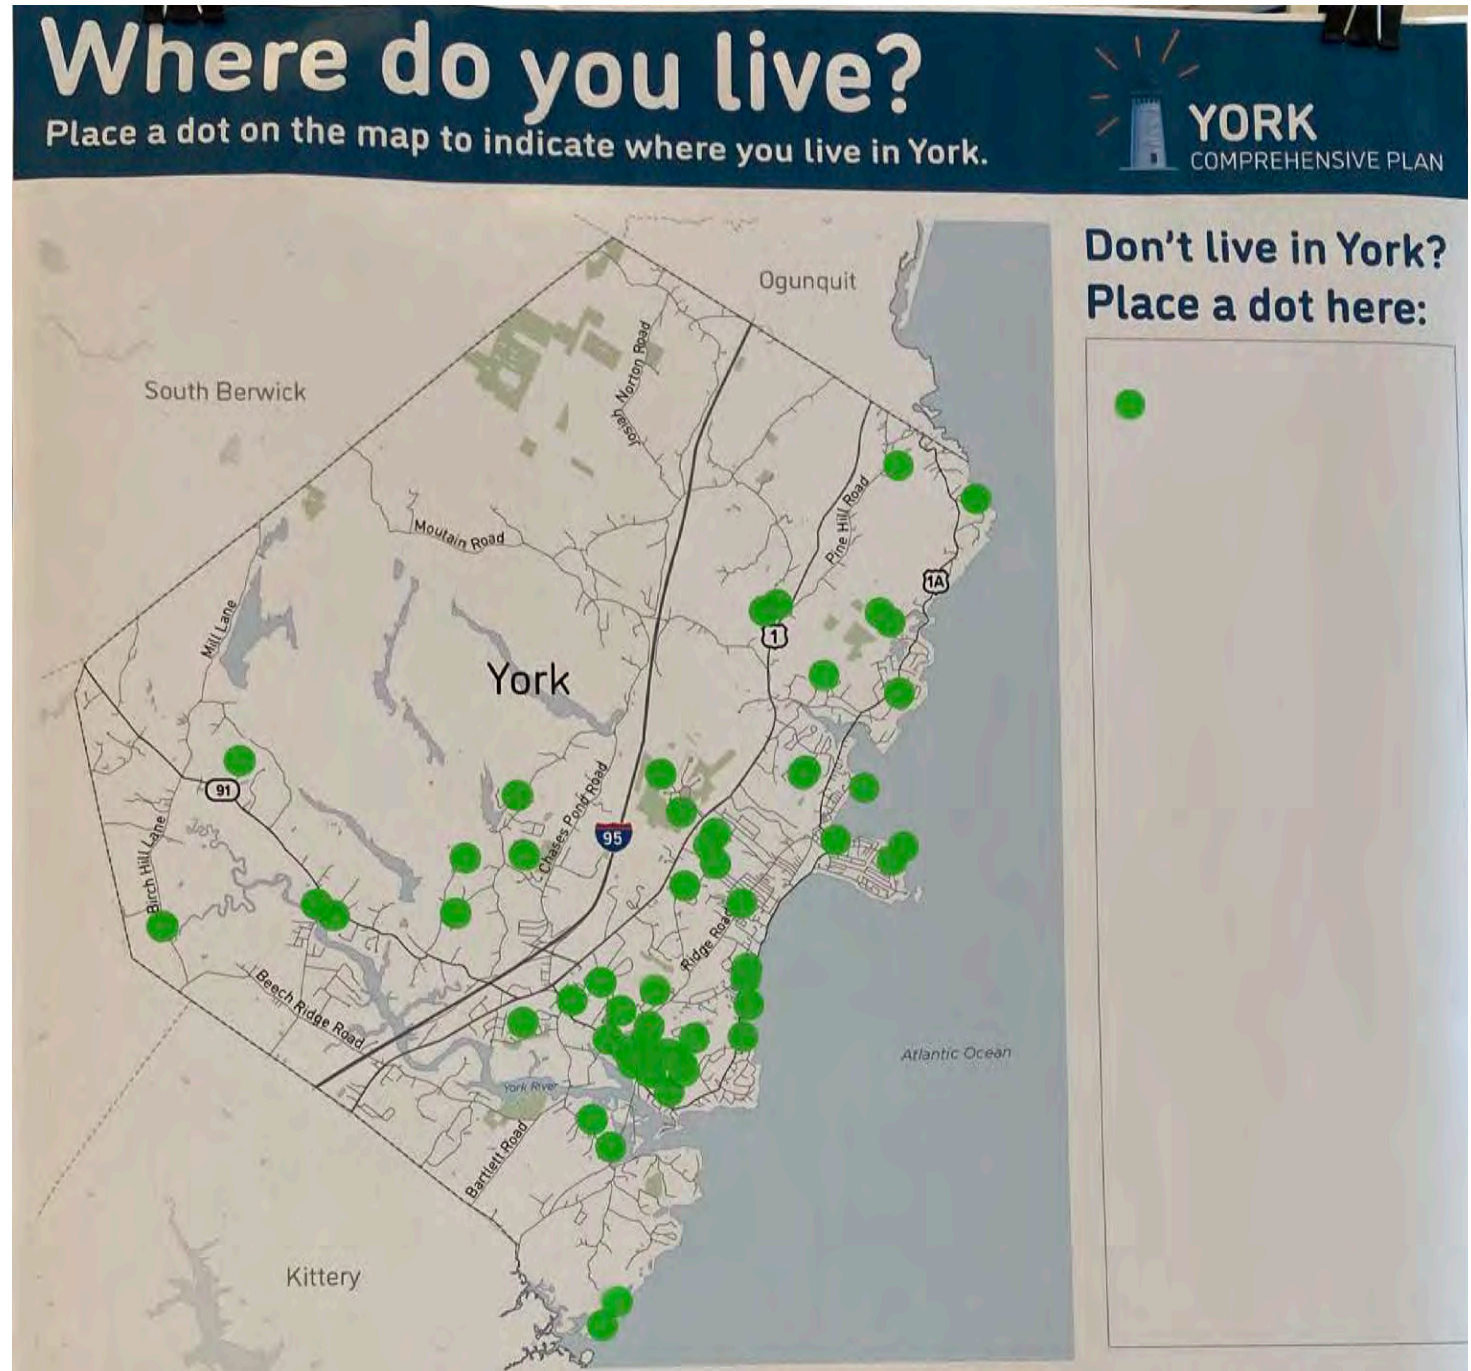 Where do you live?
Place a dot on the map to indicate where you live in York.
YORK
COMPREHENSIVE PLAN
Don't live in York?
Place a dot here:
Ogunquit
South Berwick
Josiah Norton Road
Moutain Road
Pine Hill Road
1A
Mill Lane
1
York
91
Chases Pond Road
95
Birch Hill Lane
Ridge Road
Beech Ridge Road
Atlantic Ocean
York River
Bartlett Road
Kittery